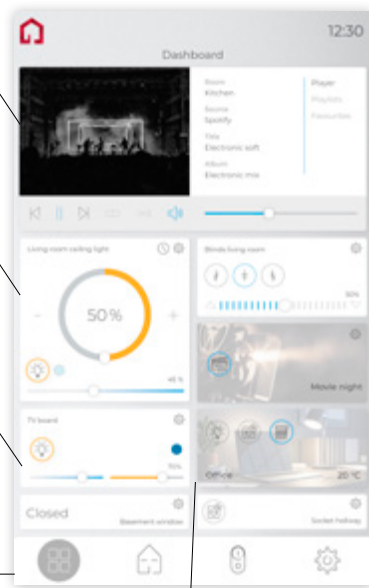 12:30
Dashboard
Room
Kitchen
Source
Spotify
Title
Electronic soft
Album
Electronic mix
Player
Playlists
Favourites
Living room ceiling light
50 %
Blinds living room
50%
Movie night
TV board
70%
Office
20 °C
Closed
Basement window
Socket hallway